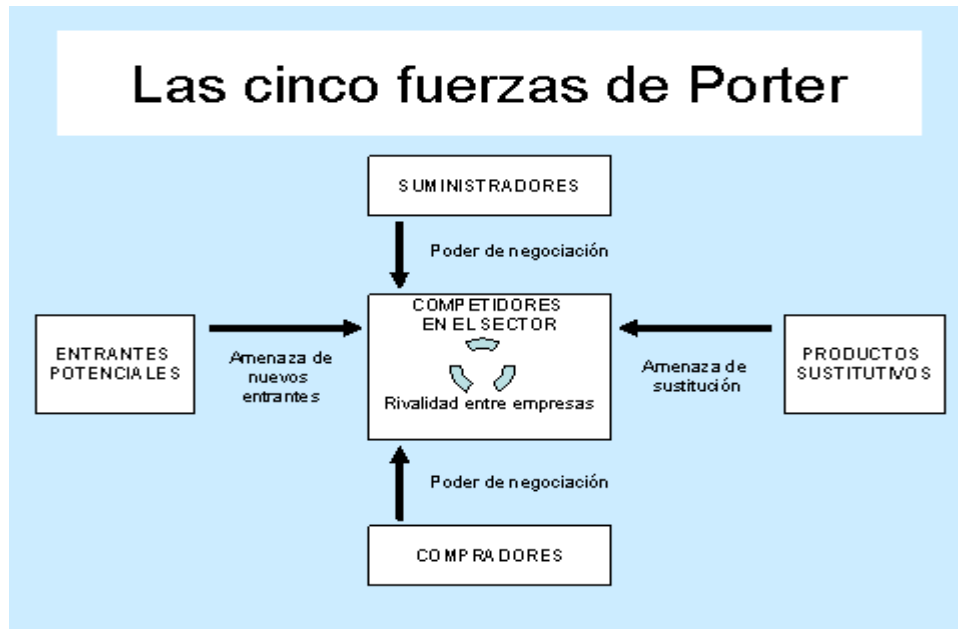 Las cinco fuerzas de Porter
SUMINISTRADORES
Poder de negociación
COMPETIDORES
EN EL SECTOR
Rivalidad entre empresas
ENTRANTES
POTENCIALES
Amenaza de
nuevos
entrantes
Amenaza de
sustitución
PRODUCTOS
SUSTITUTIVOS
Poder de negociación
COMPRADORES